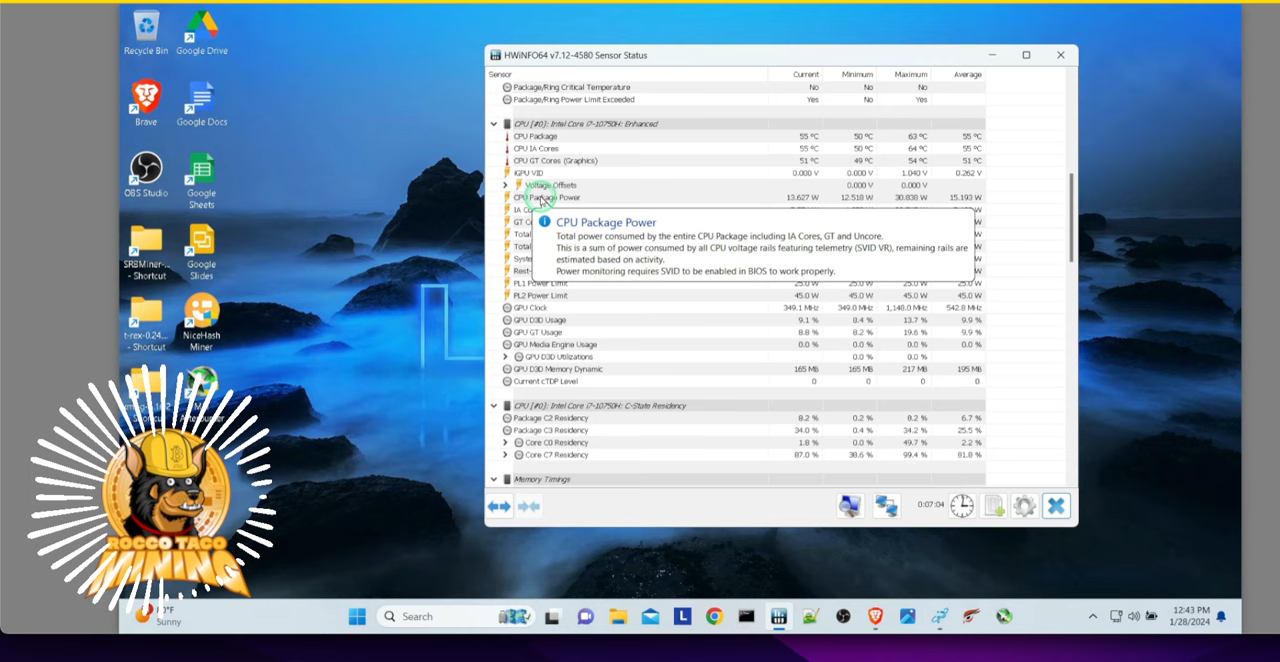 Recycle Bin
Google Drive
Brave
Google Docs
OBS Studio
Google
Sheets
SRBMiner-...
- Shortcut
Google
Slides
t-rex-0.24...
- Shortcut
NiceHash
Miner
ROCCO TACO
MINING
HWiNFO64 v7.12-4580 Sensor Status
Sensor Current Minimum Maximum Average
Package/Ring Critical Temperature No No No
Package/Ring Power Limit Exceeded Yes No Yes
CPU [#0]: Intel Core i7-10750H: Enhanced
CPU Package 55 °C 50 °C 63 °C 55 °C
CPU IA Cores 55 °C 50 °C 64 °C 55 °C
CPU GT Cores (Graphics) 51 °C 49 °C 54 °C 51 °C
iGPU VID 0.000 V 0.000 V 1.040 V 0.262 V
Voltage Offsets 0.000 V 0.000 V
CPU Package Power 13.627 W 12.518 W 30.838 W 15.193 W
CPU Package Power
Total power consumed by the entire CPU Package including IA Cores, GT and Uncore.
This is a sum of power consumed by all CPU voltage rails featuring telemetry (SVID VR), remaining rails are
estimated based on activity.
Power monitoring requires SVID to be enabled in BIOS to work properly.
PL1 Power Limit 25.0 W 25.0 W 25.0 W 25.0 W
PL2 Power Limit 45.0 W 45.0 W 45.0 W 45.0 W
GPU Clock 349.1 MHz 349.0 MHz 1,148.0 MHz 542.8 MHz
GPU D3D Usage 9.1 % 8.4 % 13.7 % 9.9 %
GPU GT Usage 8.8 % 8.2 % 19.6 % 9.9 %
GPU Media Engine Usage 0.0 % 0.0 % 0.0 % 0.0 %
GPU D3D Utilizations 0.0 % 0.0 %
GPU D3D Memory Dynamic 165 MB 165 MB 217 MB 195 MB
Current cTDP Level 0 0 0 0
CPU [#0]: Intel Core i7-10750H: C-State Residency
Package C2 Residency 8.2 % 0.2 % 8.2 % 6.7 %
Package C3 Residency 34.0 % 0.4 % 34.2 % 25.5 %
Core C0 Residency 1.8 % 0.0 % 49.7 % 2.2 %
Core C7 Residency 87.0 % 38.6 % 99.4 % 81.8 %
Memory Timings
0:07:04
Sunny
Search
12:43 PM
1/28/2024